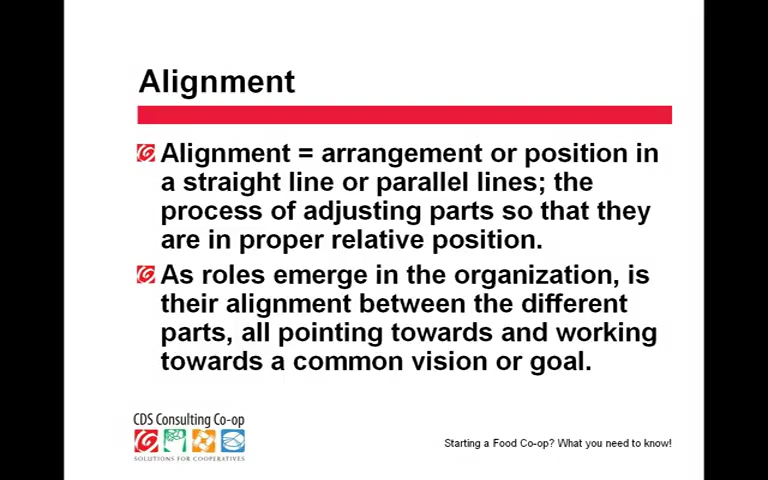 Alignment
Alignment = arrangement or position in
a straight line or parallel lines; the
process of adjusting parts so that they
are in proper relative position.
As roles emerge in the organization, is
their alignment between the different
parts, all pointing towards and working
towards a common vision or goal.
CDS Consulting Co-op
SOLUTIONS FOR COOPERATIVES
Starting a Food Co-op? What you need to know!